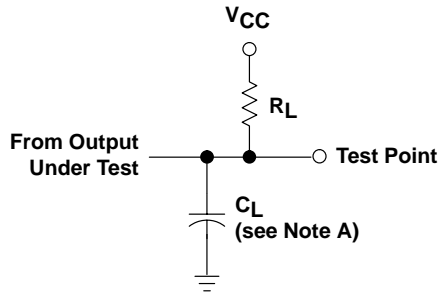 VCC
RL
From Output
Under Test
Test Point
CL
(see Note A)